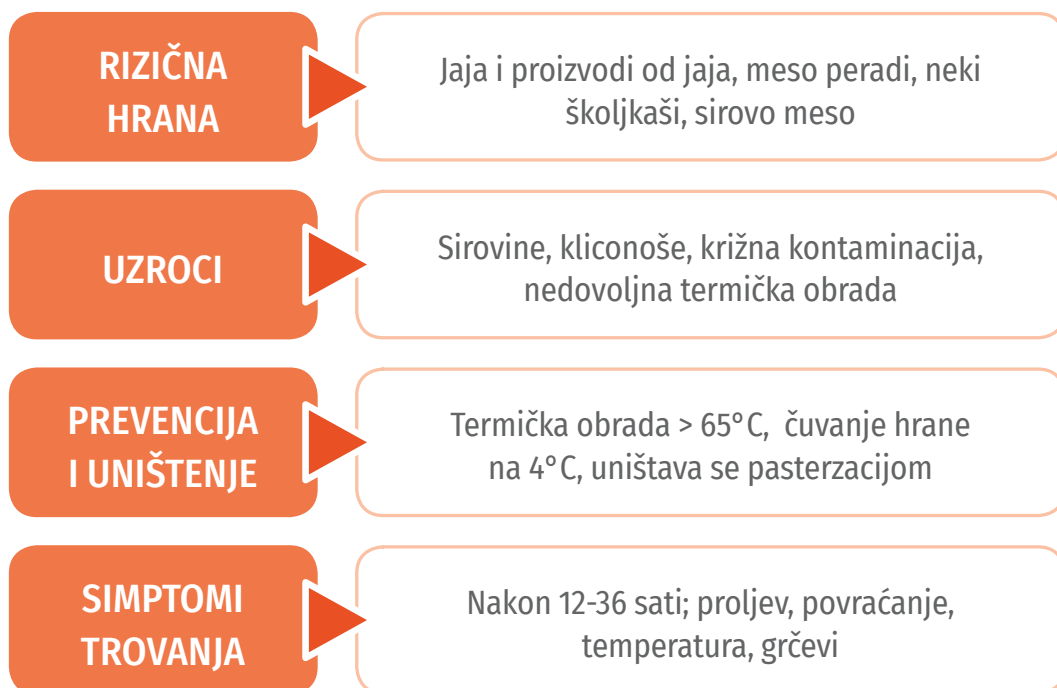 RIZIČNA
HRANA
Jaja i proizvodi od jaja, meso peradi, neki
školjkaši, sirovo meso
UZROCI
Sirovine, kliconoše, križna kontaminacija,
nedovoljna termička obrada
PREVENCIJA
I UNIŠTENJE
Termička obrada > 65°C, čuvanje hrane
na 4°C, uništava se pasterzacijom
SIMPTOMI
TROVANJA
Nakon 12-36 sati; proljev, povraćanje,
temperatura, grčevi